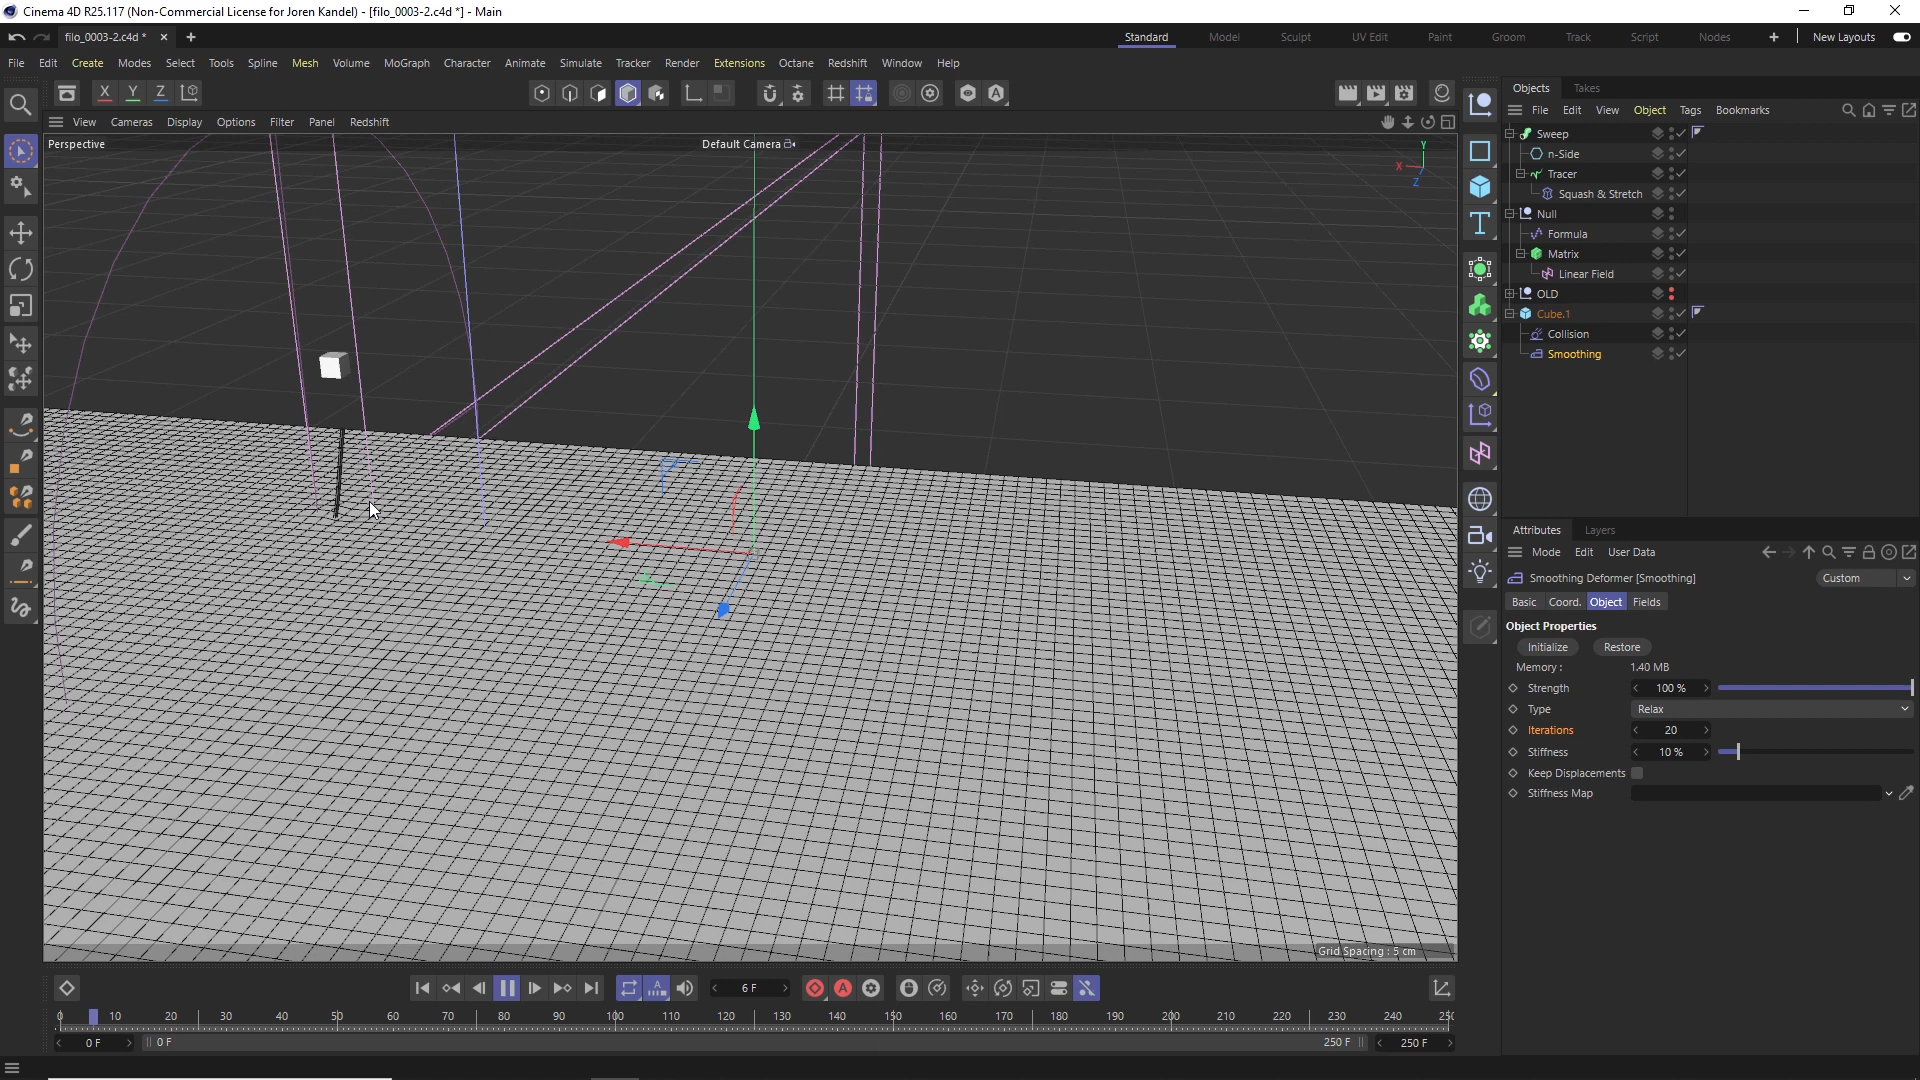 Cinema 4D R25.117 (Non-Commercial License for Joren Kandel) - [filo_0003-2.c4d *] - Main
filo_0003-2.c4d * Standard Model Sculpt UV Edit Paint Groom Track Script Nodes New Layouts
File Edit Create Modes Select Tools Spline Mesh Volume MoGraph Character Animate Simulate Tracker Render Extensions Octane Redshift Window Help
X Y Z
View Cameras Display Options Filter Panel Redshift
Perspective
Default Camera
Y
X
Z
Grid Spacing : 5 cm
Objects Takes
File Edit View Object Tags Bookmarks
Sweep
n-Side
Tracer
Squash & Stretch
Null
Formula
Matrix
Linear Field
OLD
Cube.1
Collision
Smoothing
Attributes Layers
Mode Edit User Data
Smoothing Deformer [Smoothing] Custom
Basic Coord. Object Fields
Object Properties
Initialize Restore
Memory : 1.40 MB
Strength 100 %
Type Relax
Iterations 20
Stiffness 10 %
Keep Displacements
Stiffness Map
6 F
0 10 20 30 40 50 60 70 80 90 100 110 120 130 140 150 160 170 180 190 200 210 220 230 240
0 F 0 F 250 F 250 F